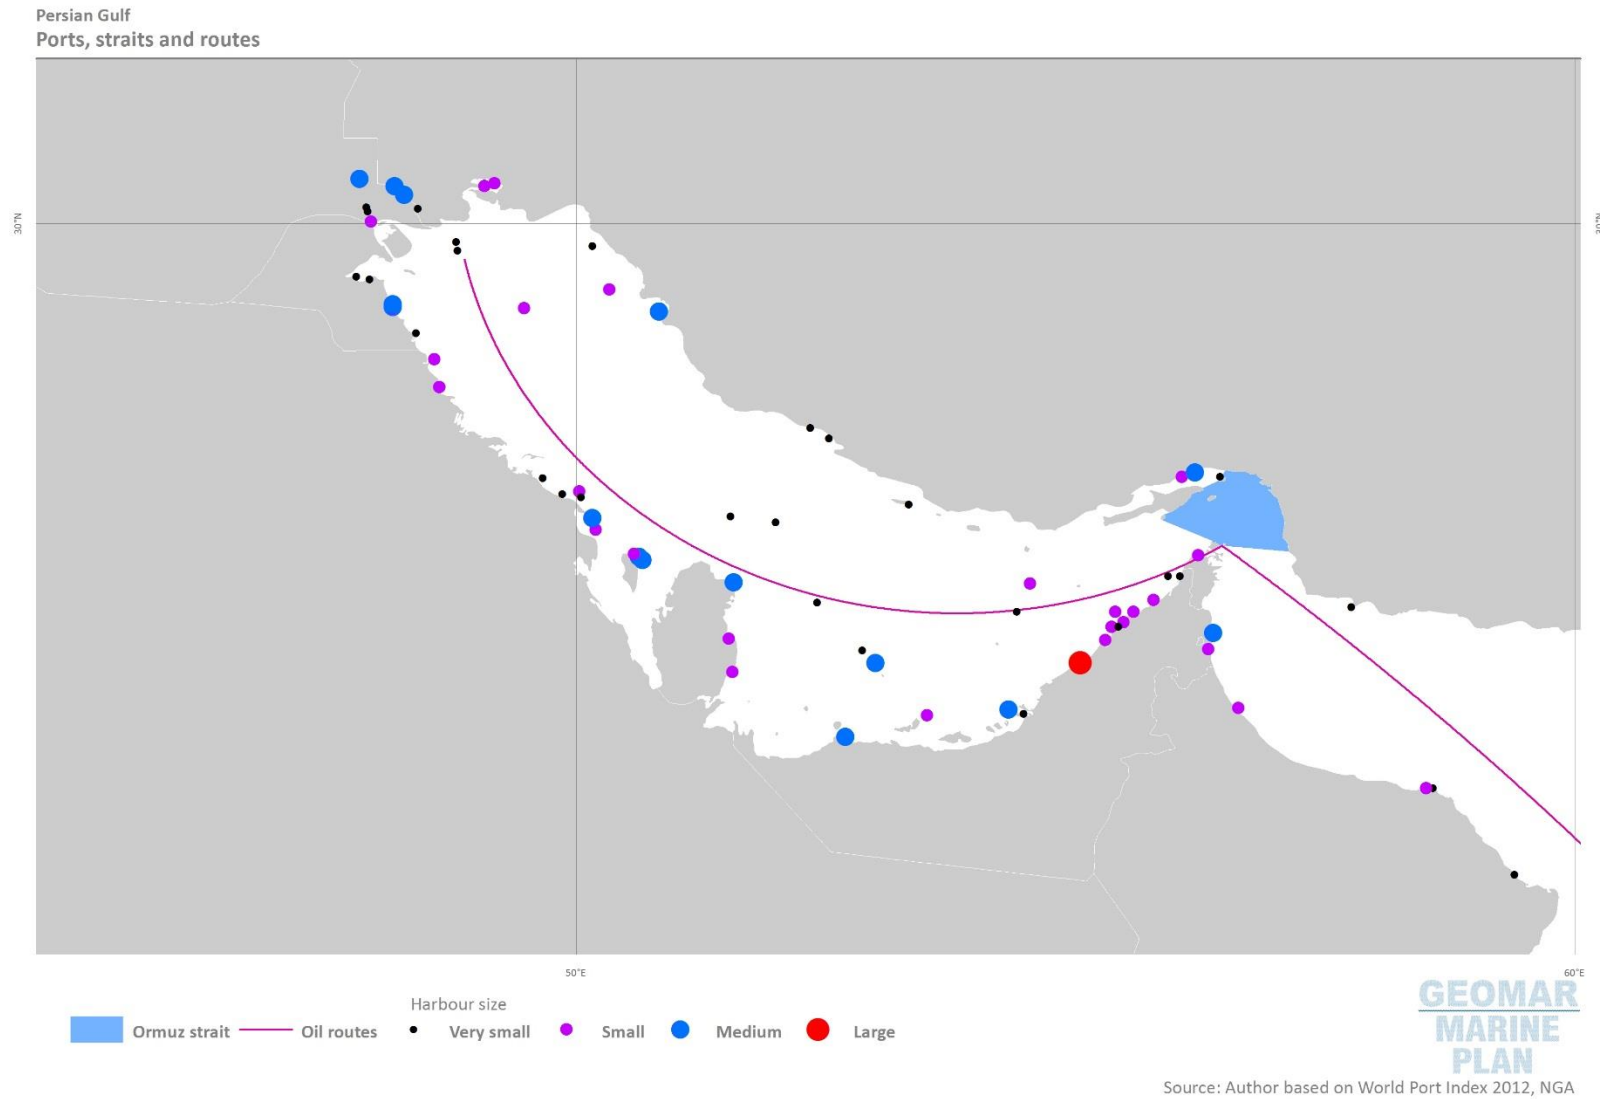 Persian Gulf
Ports, straits and routes
30°N
30°N
50°E
60°E
Harbour size
Ormuz strait
Oil routes
Very small
Small
Medium
Large
GEOMAR
MARINE
PLAN
Source: Author based on World Port Index 2012, NGA